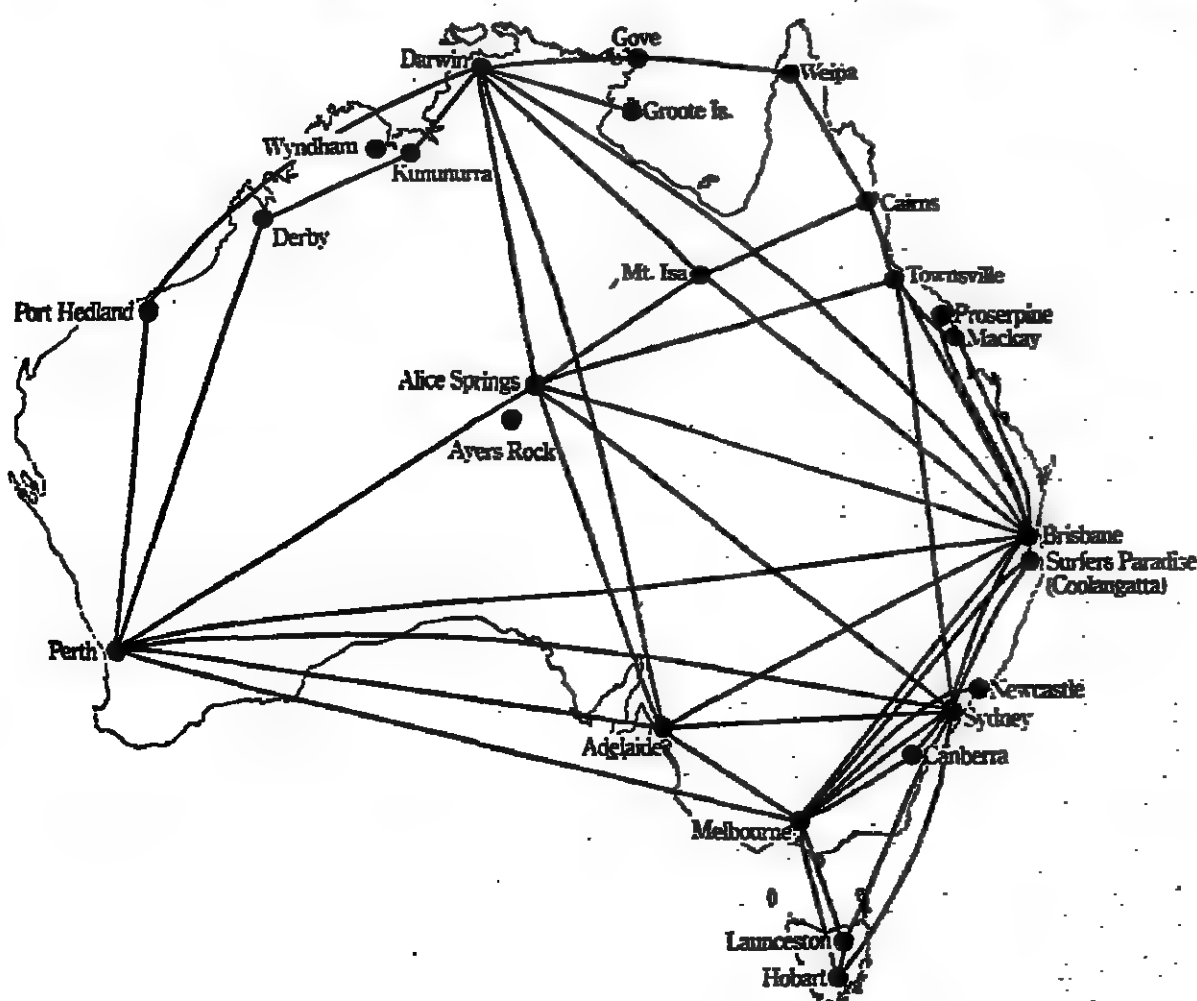 Gove
Darwin
Weipa
Groote Is.
Wyndham
Kununurra
Cairns
Derby
Mt. Isa
Townsville
Port Hedland
Proserpine
Mackay
Alice Springs
Ayers Rock
Brisbane
Surfers Paradise
(Coolangatta)
Perth
Newcastle
Sydney
Adelaide
Canberra
Melbourne
Launceston
Hobart